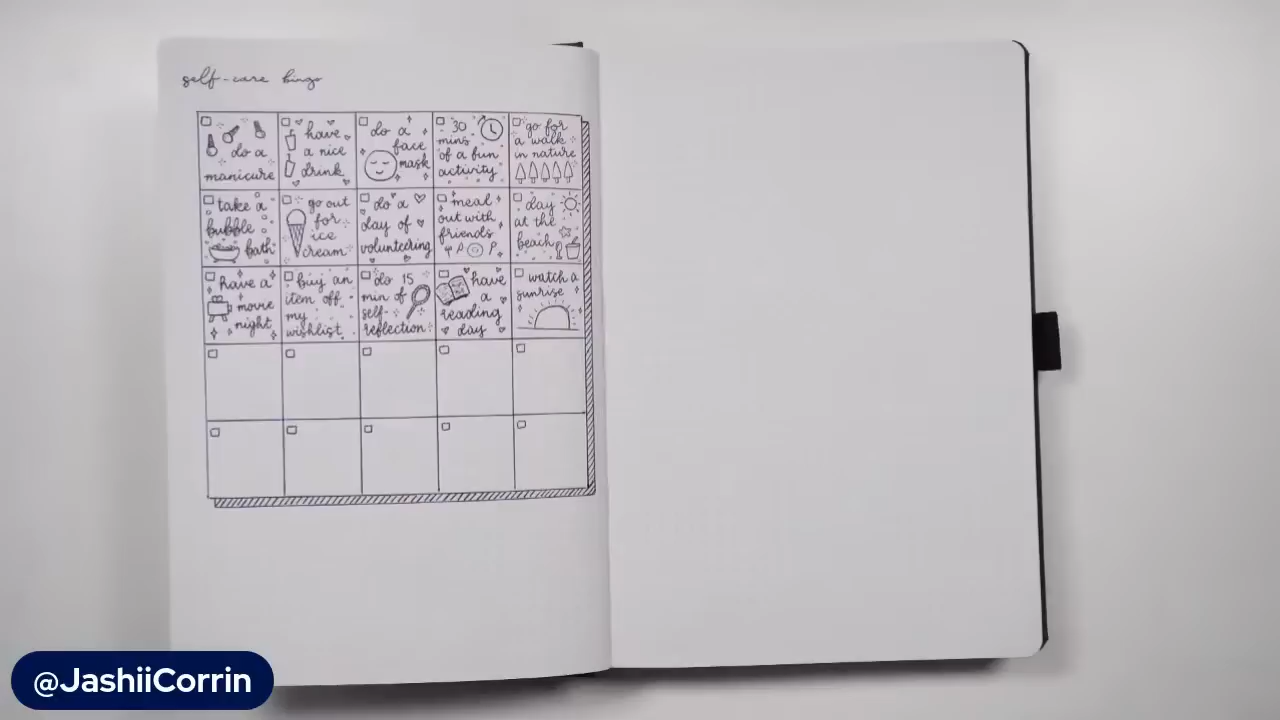 self-care bingo
do a
manicure
have
a nice
drink
do a
face
mask
30
mins
of a fun
activity
go for
a walk
in nature
take a
bubble
bath
go out
for
ice
cream
do a
day of
volunteering
meal
out with
friends
day
at the
beach
have a
movie
night
buy an
item off
my
wishlist
do 15
min of
self-
reflection
have
a
reading
day
watch a
sunrise
@JashiiCorrin